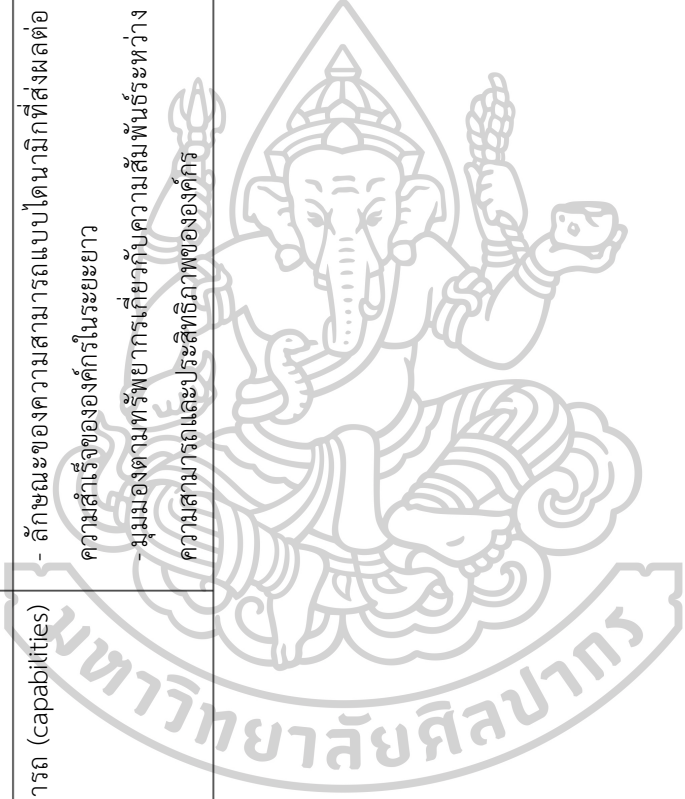 ารถ (capabilities)
- ลักษณะของความสามารถแบบไดนามิกที่ส่งผลต่อ
ความสำเร็จขององค์กรในระยะยาว
- มุมมองตามทรัพยากรเกี่ยวกับความสัมพันธ์ระหว่าง
ความสามารถและประสิทธิภาพขององค์กร
มหาวิทยาลัยศิลปากร